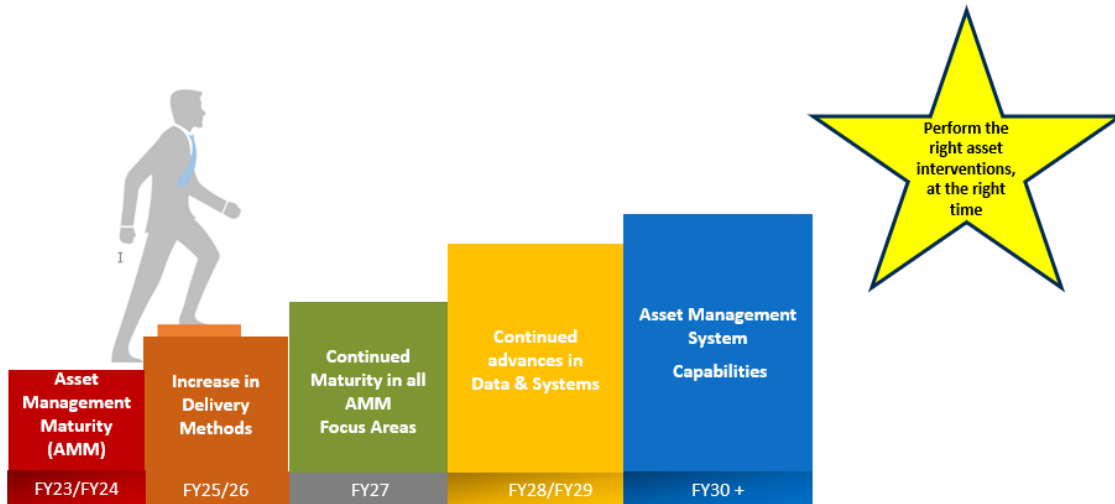 Perform the
right asset
interventions,
at the right
time
Asset
Management
Maturity
(AMM)
Increase in
Delivery
Methods
Continued
Maturity in all
AMM
Focus Areas
Continued
advances in
Data & Systems
Asset Management
System
Capabilities
FY23/FY24
FY25/26
FY27
FY28/FY29
FY30 +